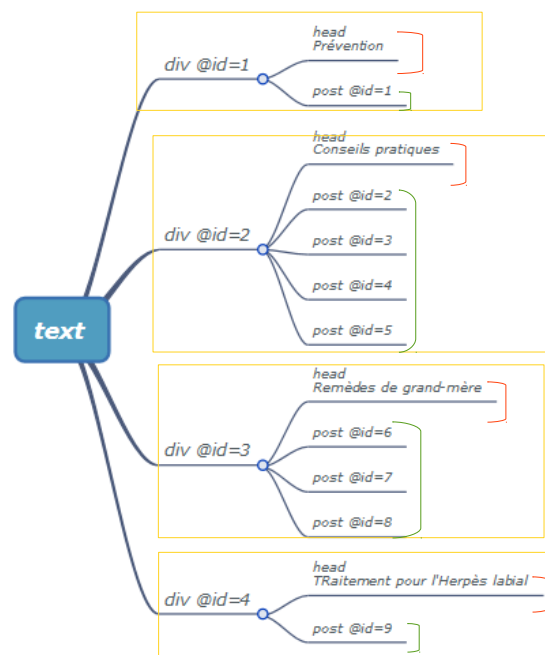 head
Prévention
div @id=1
post @id=1
head
Conseils pratiques
post @id=2
div @id=2
post @id=3
post @id=4
text
post @id=5
head
Remèdes de grand-mère
post @id=6
div @id=3
post @id=7
post @id=8
head
TRaitement pour l'Herpès labial
div @id=4
post @id=9